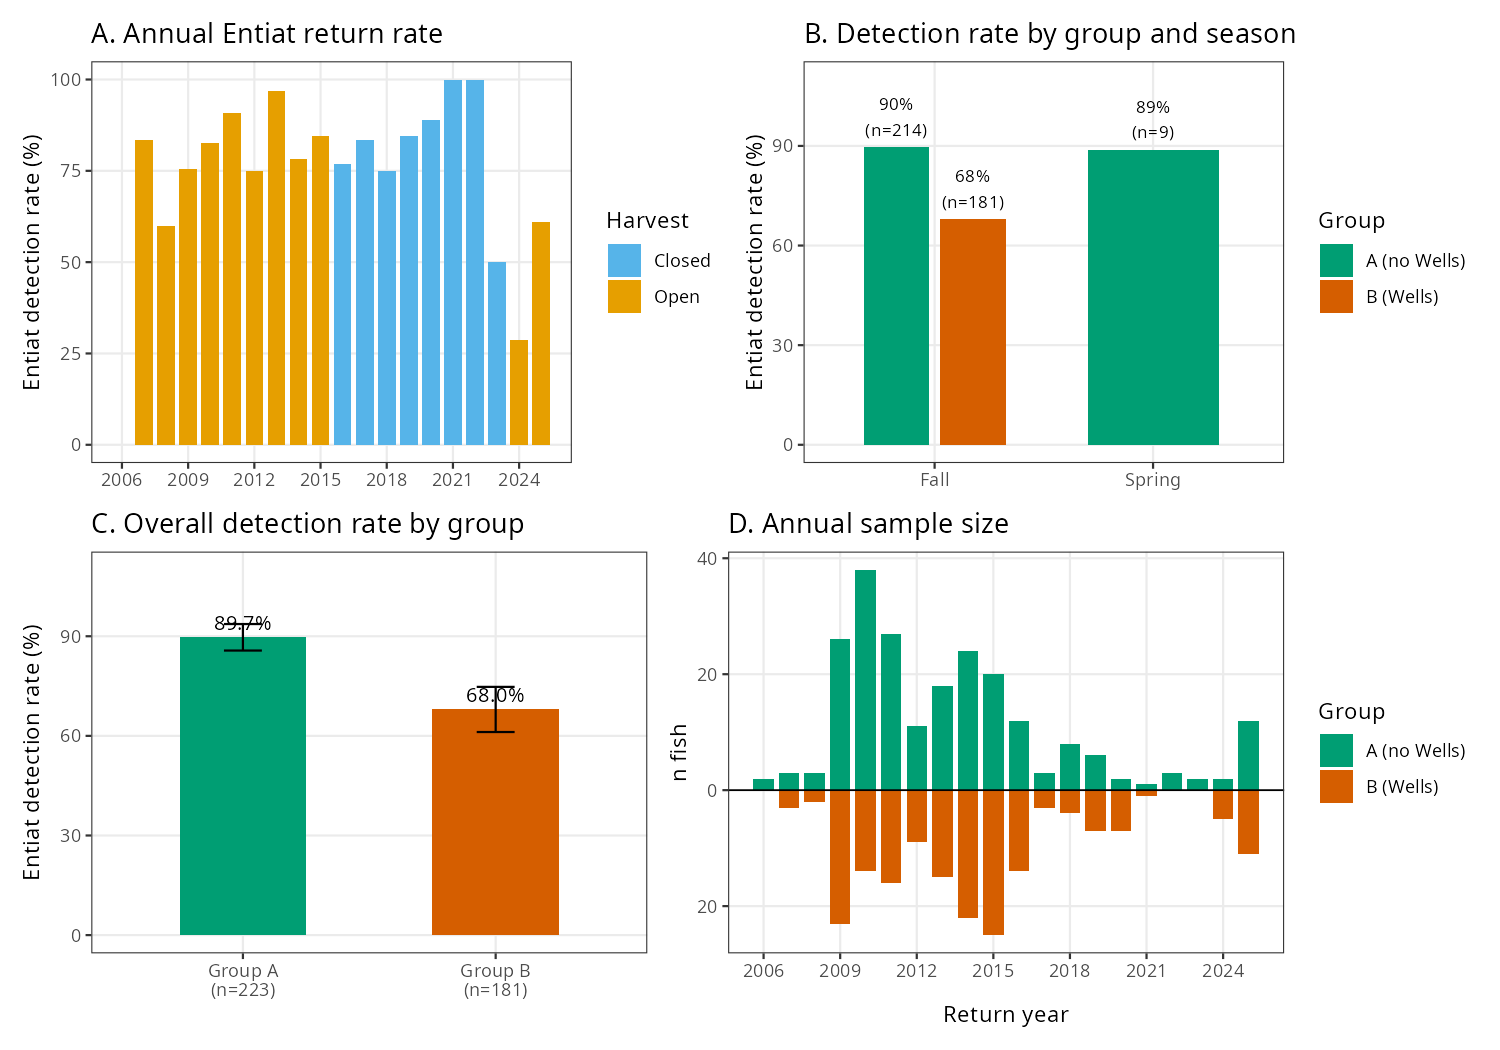 A. Annual Entiat return rate
Entiat detection rate (%)
100
75
50
25
0
2006 2009 2012 2015 2018 2021 2024
Harvest
Closed
Open
B. Detection rate by group and season
Entiat detection rate (%)
90
60
30
0
90%
(n=214)
68%
(n=181)
89%
(n=9)
Fall Spring
Group
A (no Wells)
B (Wells)
C. Overall detection rate by group
Entiat detection rate (%)
90
60
30
0
89.7%
68.0%
Group A
(n=223)
Group B
(n=181)
D. Annual sample size
n fish
40
20
0
20
2006 2009 2012 2015 2018 2021 2024
Return year
Group
A (no Wells)
B (Wells)